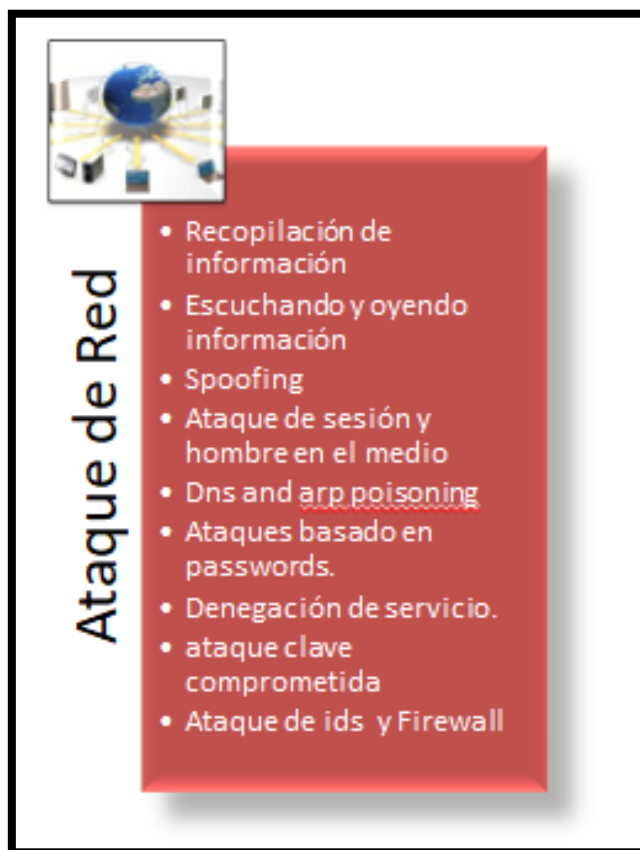 Ataque de Red
• Recopilación de
información
• Escuchando y oyendo
información
• Spoofing
• Ataque de sesión y
hombre en el medio
• Dns and arp poisoning
• Ataques basado en
passwords.
• Denegación de servicio.
• ataque clave
comprometida
• Ataque de ids y Firewall